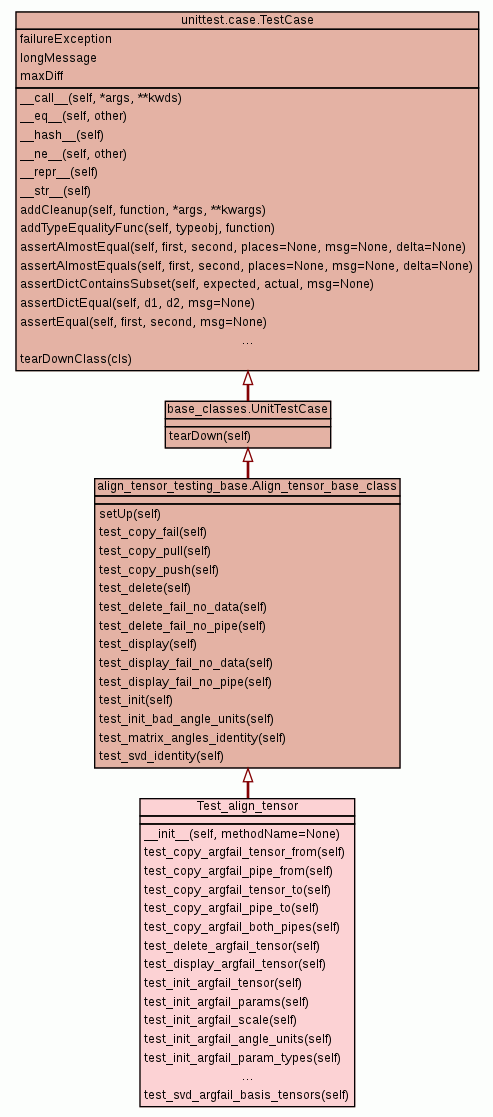 unittest.case.TestCase
failureException
longMessage
maxDiff
__call__(self, *args, **kwds)
__eq__(self, other)
__hash__(self)
__ne__(self, other)
__repr__(self)
__str__(self)
addCleanup(self, function, *args, **kwargs)
addTypeEqualityFunc(self, typeobj, function)
assertAlmostEqual(self, first, second, places=None, msg=None, delta=None)
assertAlmostEquals(self, first, second, places=None, msg=None, delta=None)
assertDictContainsSubset(self, expected, actual, msg=None)
assertDictEqual(self, d1, d2, msg=None)
assertEqual(self, first, second, msg=None)
...
tearDownClass(cls)
base_classes.UnitTestCase
tearDown(self)
align_tensor_testing_base.Align_tensor_base_class
setUp(self)
test_copy_fail(self)
test_copy_pull(self)
test_copy_push(self)
test_delete(self)
test_delete_fail_no_data(self)
test_delete_fail_no_pipe(self)
test_display(self)
test_display_fail_no_data(self)
test_display_fail_no_pipe(self)
test_init(self)
test_init_bad_angle_units(self)
test_matrix_angles_identity(self)
test_svd_identity(self)
Test_align_tensor
__init__(self, methodName=None)
test_copy_argfail_tensor_from(self)
test_copy_argfail_pipe_from(self)
test_copy_argfail_tensor_to(self)
test_copy_argfail_pipe_to(self)
test_copy_argfail_both_pipes(self)
test_delete_argfail_tensor(self)
test_display_argfail_tensor(self)
test_init_argfail_tensor(self)
test_init_argfail_params(self)
test_init_argfail_scale(self)
test_init_argfail_angle_units(self)
test_init_argfail_param_types(self)
...
test_svd_argfail_basis_tensors(self)